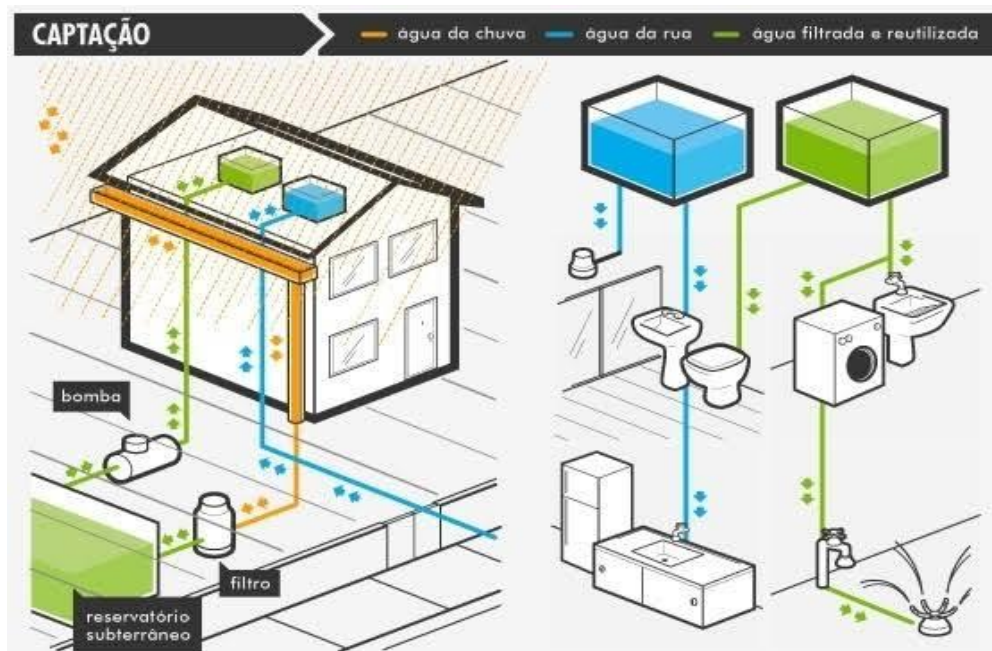 CAPTAÇÃO
água da chuva
água da rua
água filtrada e reutilizada
bomba
filtro
reservatório
subterrâneo